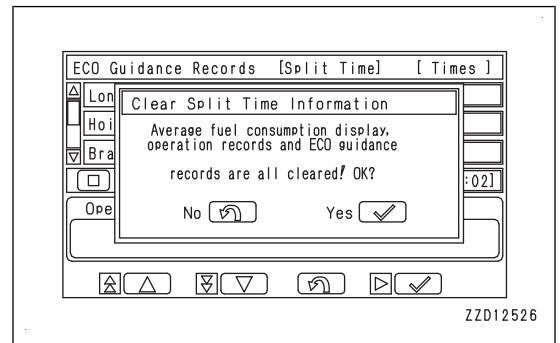 ECO Guidance Records [Split Time] [ Times ]
Lon
Clear Split Time Information
Hoi
Average fuel consumption display,
operation records and ECO guidance
Bra
records are all cleared! OK?
:02]
Ope
No Yes
ZZD12526